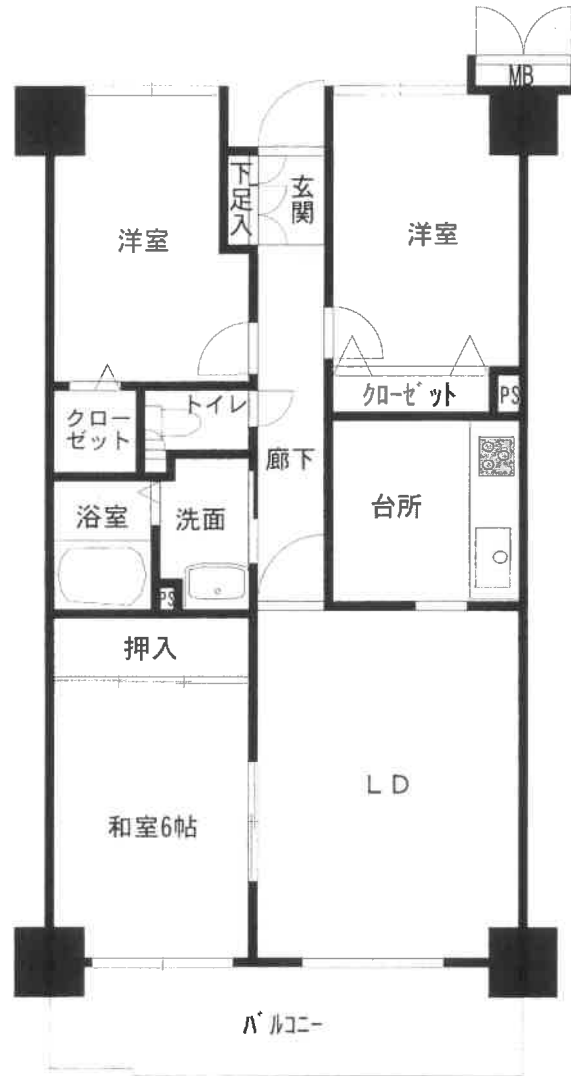 MB
下足入
玄関
洋室
洋室
クローゼット
PS
トイレ
クロー
ゼット
廊下
台所
浴室
洗面
PS
押入
LD
和室6帖
バルコニー